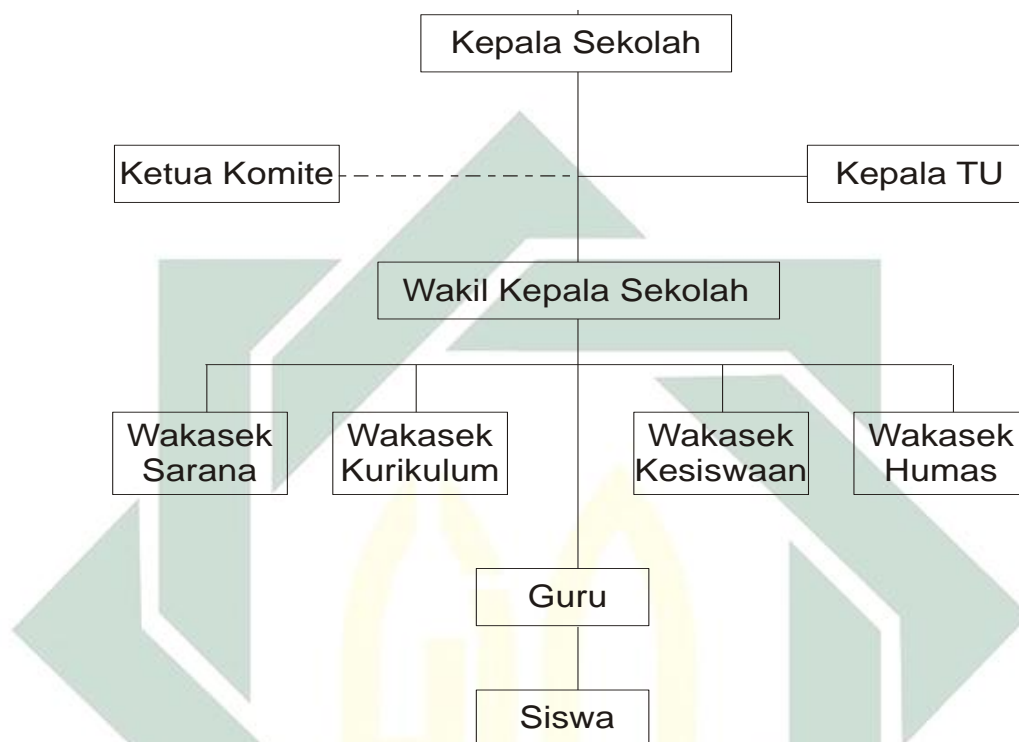 Kepala Sekolah
Ketua Komite
Kepala TU
Wakil Kepala Sekolah
Wakasek
Sarana
Wakasek
Kurikulum
Wakasek
Kesiswaan
Wakasek
Humas
Guru
Siswa